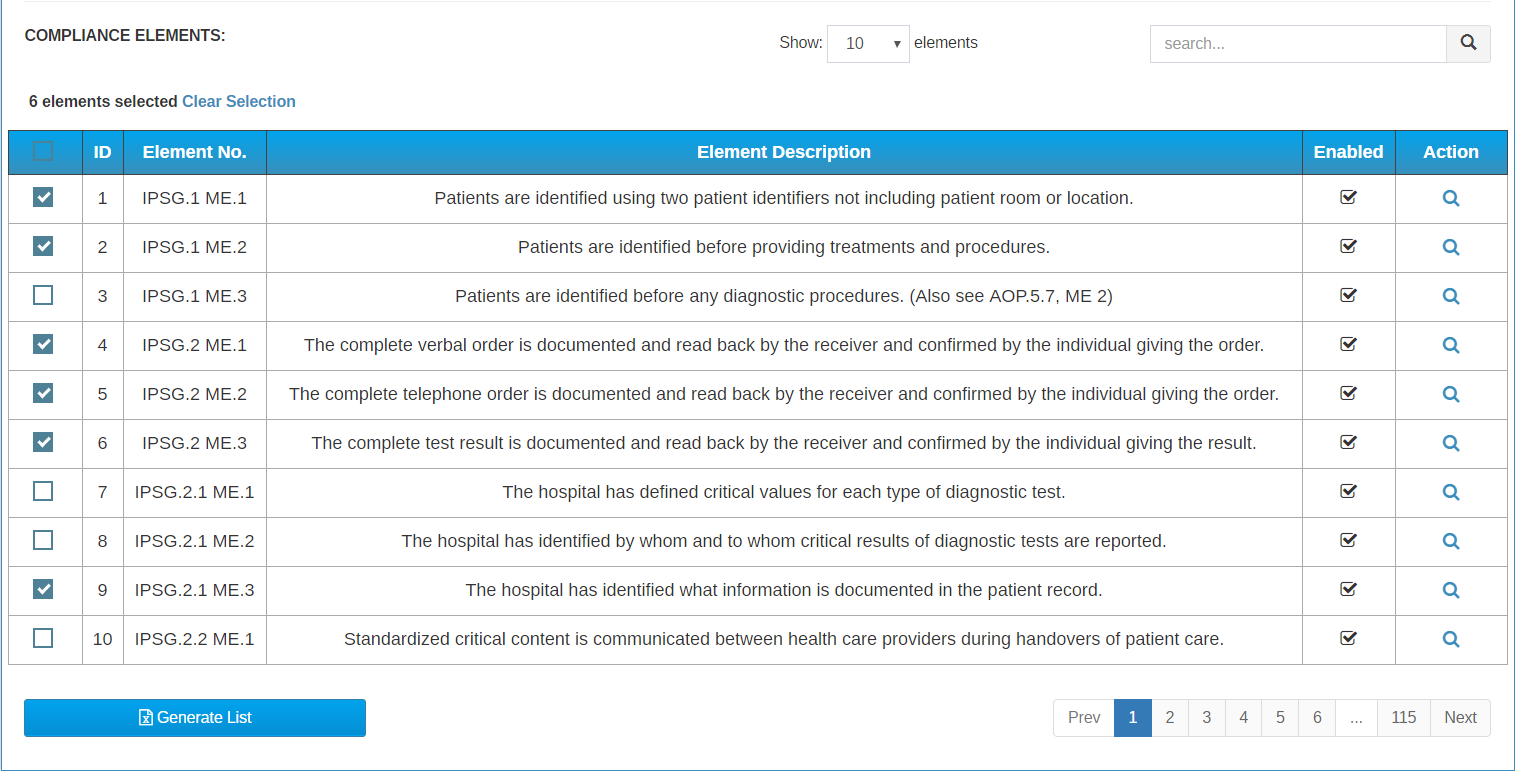 COMPLIANCE ELEMENTS:
Show: 10 elements
search...
6 elements selected Clear Selection
ID Element No. Element Description Enabled Action
1 IPSG.1 ME.1 Patients are identified using two patient identifiers not including patient room or location.
2 IPSG.1 ME.2 Patients are identified before providing treatments and procedures.
3 IPSG.1 ME.3 Patients are identified before any diagnostic procedures. (Also see AOP.5.7, ME 2)
4 IPSG.2 ME.1 The complete verbal order is documented and read back by the receiver and confirmed by the individual giving the order.
5 IPSG.2 ME.2 The complete telephone order is documented and read back by the receiver and confirmed by the individual giving the order.
6 IPSG.2 ME.3 The complete test result is documented and read back by the receiver and confirmed by the individual giving the result.
7 IPSG.2.1 ME.1 The hospital has defined critical values for each type of diagnostic test.
8 IPSG.2.1 ME.2 The hospital has identified by whom and to whom critical results of diagnostic tests are reported.
9 IPSG.2.1 ME.3 The hospital has identified what information is documented in the patient record.
10 IPSG.2.2 ME.1 Standardized critical content is communicated between health care providers during handovers of patient care.
Generate List
Prev 1 2 3 4 5 6 ... 115 Next